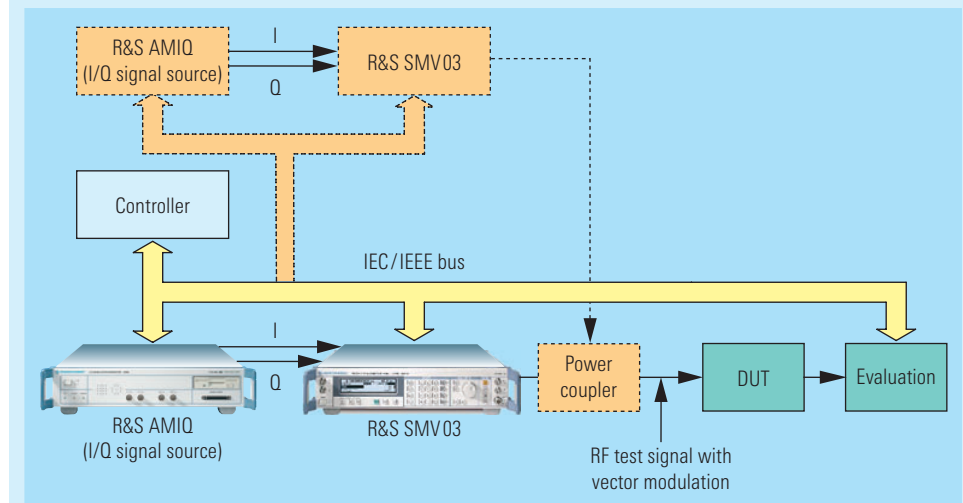 I
R&S AMIQ
(I/Q signal source)
R&S SMV03
Q
Controller
IEC/IEEE bus
I
Q
Power
coupler
DUT
Evaluation
R&S AMIQ
(I/Q signal source)
R&S SMV03
RF test signal with
vector modulation